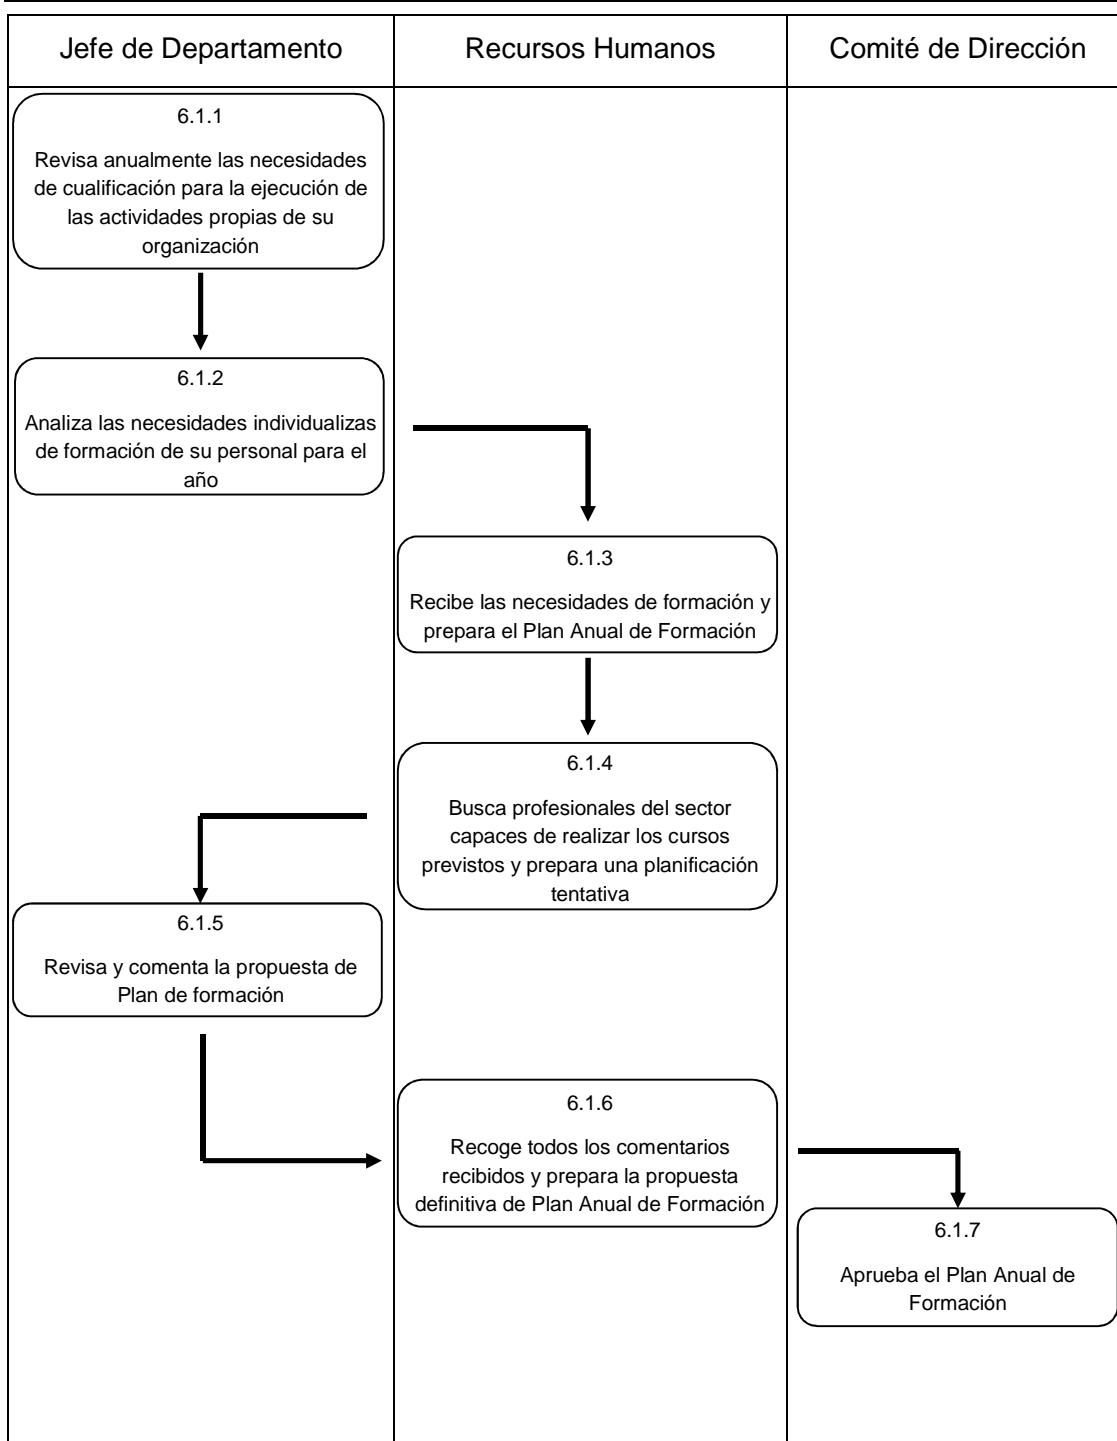 Jefe de Departamento
Recursos Humanos
Comité de Dirección
6.1.1
Revisa anualmente las necesidades
de cualificación para la ejecución de
las actividades propias de su
organización
6.1.2
Analiza las necesidades individualizas
de formación de su personal para el
año
6.1.3
Recibe las necesidades de formación y
prepara el Plan Anual de Formación
6.1.4
Busca profesionales del sector
capaces de realizar los cursos
previstos y prepara una planificación
tentativa
6.1.5
Revisa y comenta la propuesta de
Plan de formación
6.1.6
Recoge todos los comentarios
recibidos y prepara la propuesta
definitiva de Plan Anual de Formación
6.1.7
Aprueba el Plan Anual de
Formación